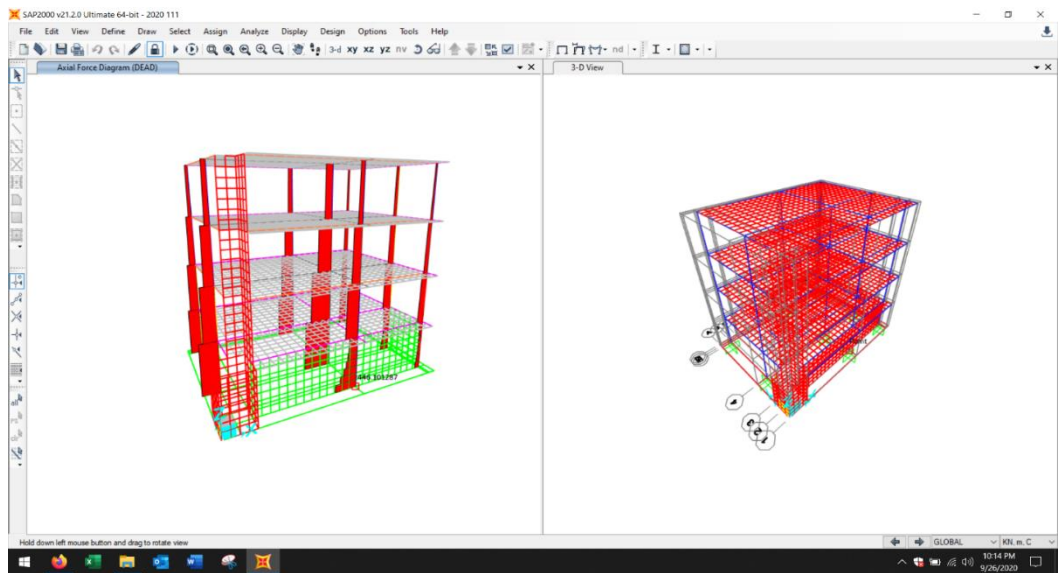 SAP2000 v21.2.0 Ultimate 64-bit - 2020 111
File Edit View Define Draw Select Assign Analyze Display Design Options Tools Help
3-d xy xz yz nv
nd
Axial Force Diagram (DEAD)
3-D View
Hold down left mouse button and drag to rotate view
GLOBAL
KN, m, C
10:14 PM
9/26/2020